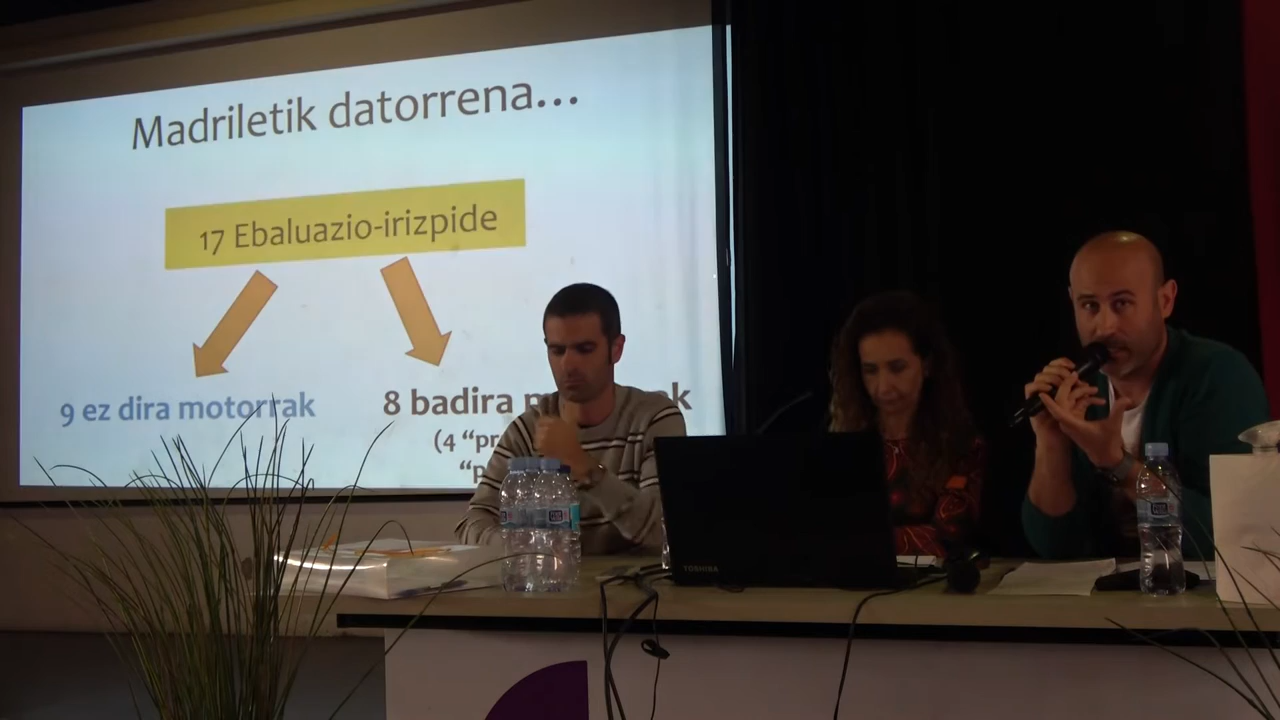 Madriletik datorrena...
17 Ebaluazio-irizpide
9 ez dira motorrak
8 badira
(4
TOSHIBA